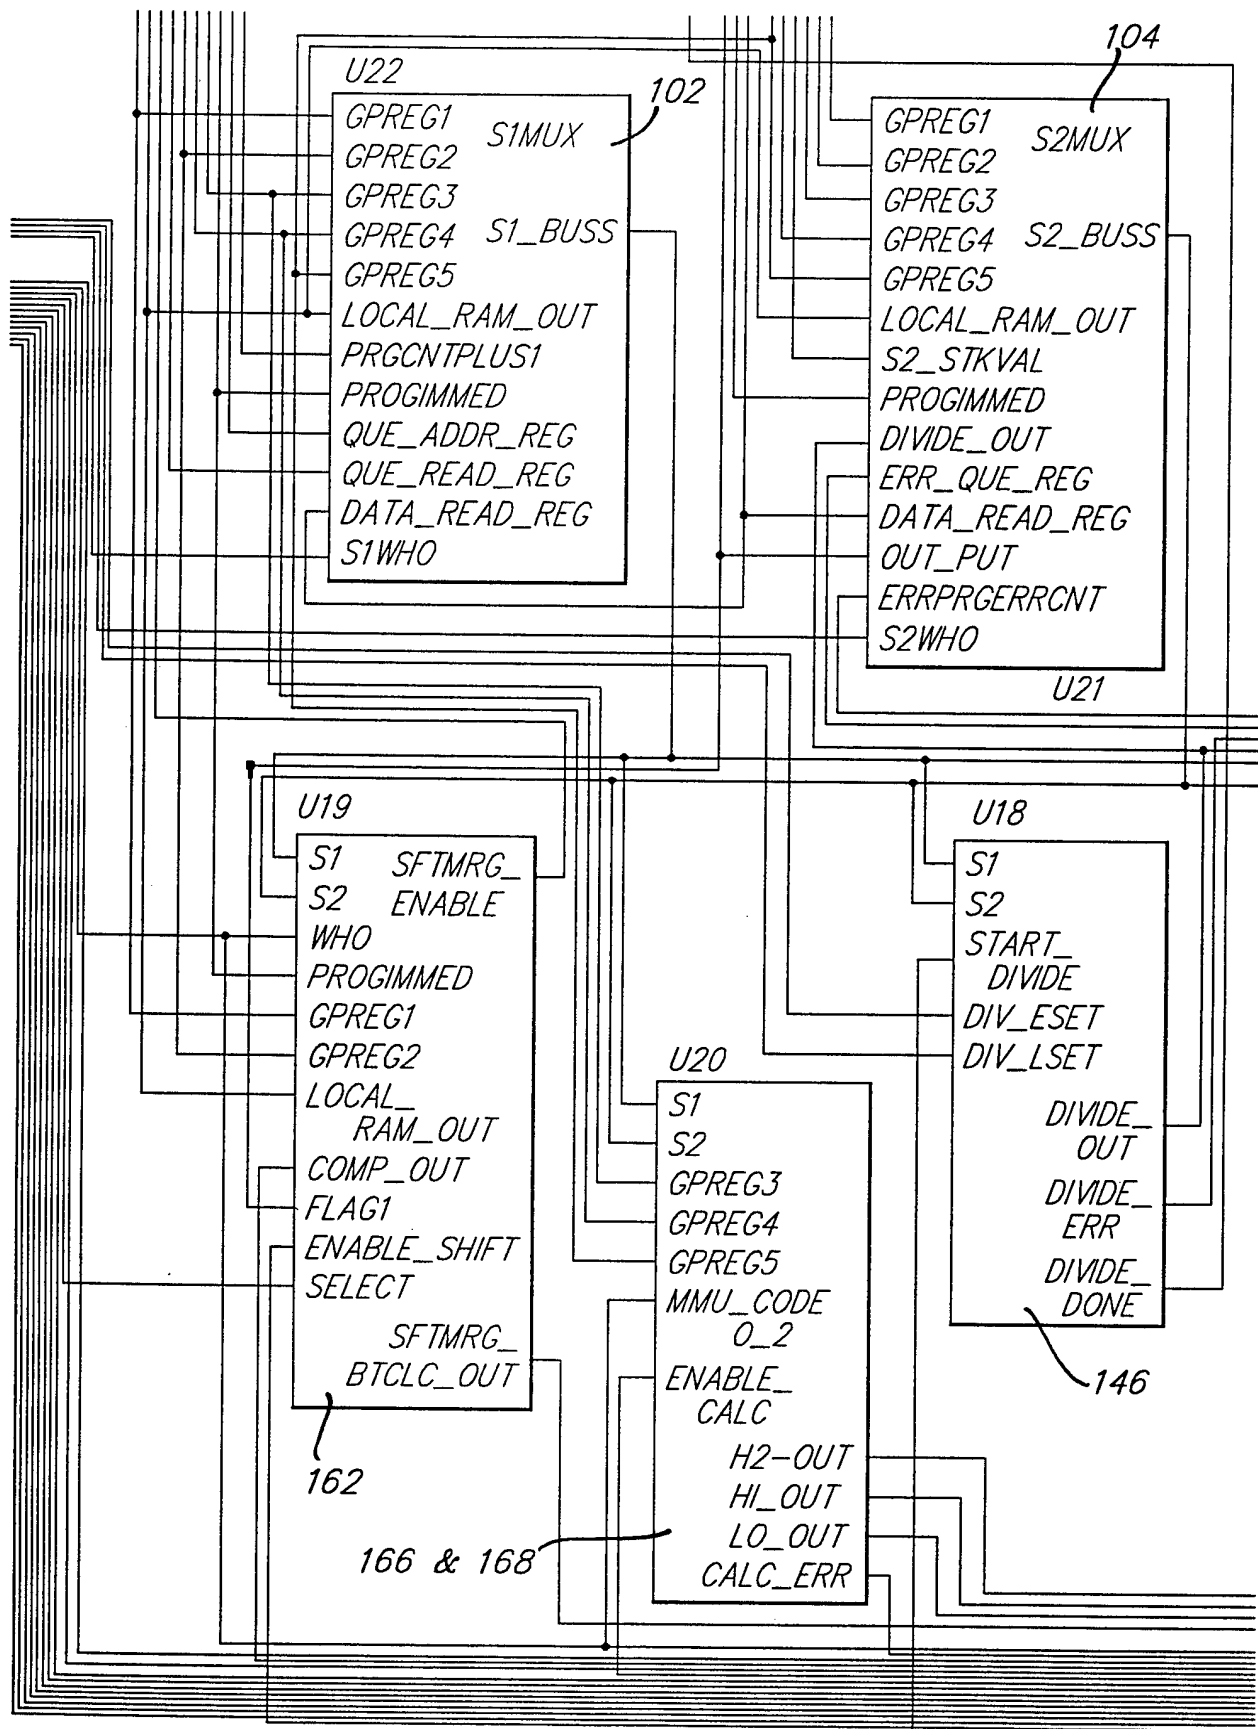 U22
102
GPREG1
S1MUX
GPREG2
GPREG3
GPREG4
S1_BUSS
GPREG5
LOCAL_RAM_OUT
PRGCNTPLUS1
PROGIMMED
QUE_ADDR_REG
QUE_READ_REG
DATA_READ_REG
S1WHO
104
GPREG1
S2MUX
GPREG2
GPREG3
GPREG4
S2_BUSS
GPREG5
LOCAL_RAM_OUT
S2_STKVAL
PROGIMMED
DIVIDE_OUT
ERR_QUE_REG
DATA_READ_REG
OUT_PUT
ERRPRGERRCNT
S2WHO
U21
U19
S1
SFTMRG_
ENABLE
S2
WHO
PROGIMMED
GPREG1
GPREG2
LOCAL_
RAM_OUT
COMP_OUT
FLAG1
ENABLE_SHIFT
SELECT
SFTMRG_
BTCLC_OUT
162
U20
S1
S2
GPREG3
GPREG4
GPREG5
MMU_CODE
0_2
ENABLE_
CALC
H2-OUT
HI_OUT
LO_OUT
CALC_ERR
166 & 168
U18
S1
S2
START_
DIVIDE
DIV_ESET
DIV_LSET
DIVIDE_
OUT
DIVIDE_
ERR
DIVIDE_
DONE
146